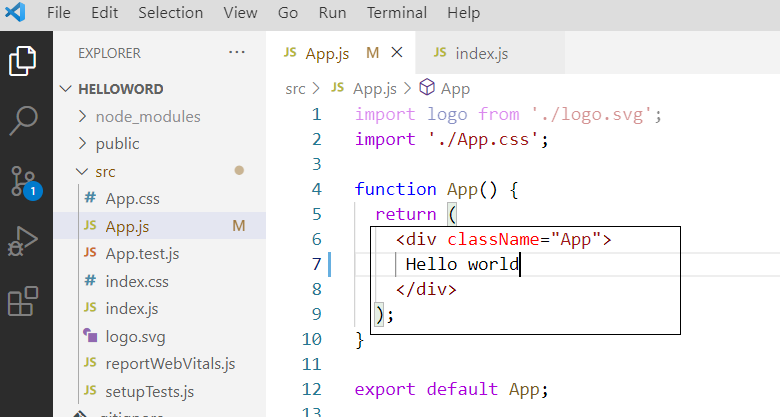 File Edit Selection View Go Run Terminal Help
EXPLORER ···
JS App.js M × JS index.js
HELLOWORD
src > JS App.js > App
node_modules
public
src
# App.css
JS App.js M
JS App.test.js
# index.css
JS index.js
logo.svg
JS reportWebVitals.js
JS setupTests.js
.gitignore
1
1 import logo from './logo.svg';
2 import './App.css';
3
4 function App() {
5 return (
6 <div className="App">
7 Hello world
8 </div>
9 );
10 }
11
12 export default App;
13